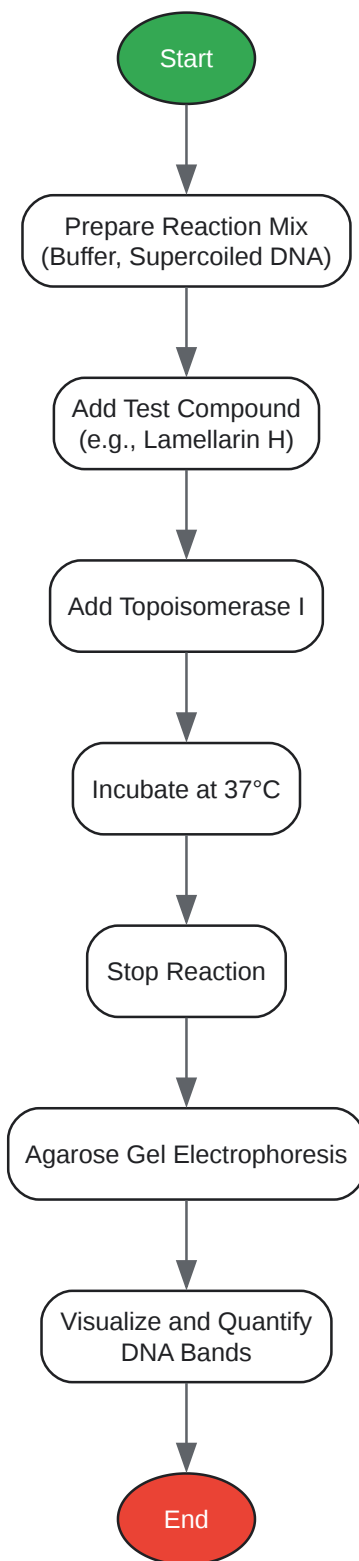 Start
Prepare Reaction Mix
(Buffer, Supercoiled DNA)
Add Test Compound
(e.g., Lamellarin H)
Add Topoisomerase I
Incubate at 37°C
Stop Reaction
Agarose Gel Electrophoresis
Visualize and Quantify
DNA Bands
End